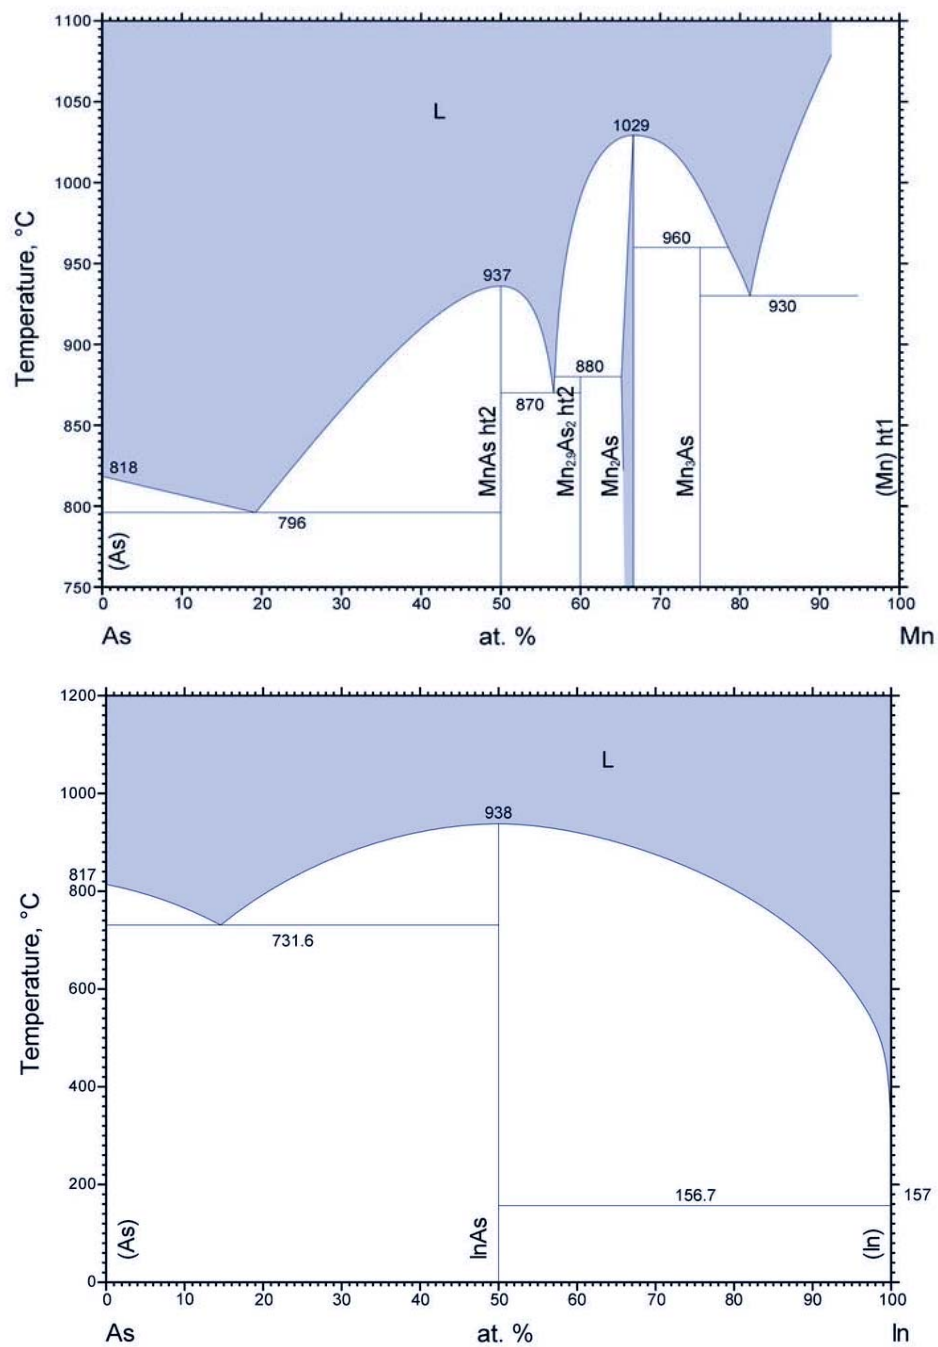 1100
1050
1000
950
900
850
800
750
Temperature, °C
L
1029
960
937
930
880
870
818
796
(As)
MnAs ht2
Mn2.9As2 ht2
Mn2As
Mn3As
(Mn) ht1
0 10 20 30 40 50 60 70 80 90 100
As at. % Mn
1200
1000
800
600
400
200
0
Temperature, °C
L
938
817
731.6
156.7
157
(As)
InAs
(In)
0 10 20 30 40 50 60 70 80 90 100
As at. % In